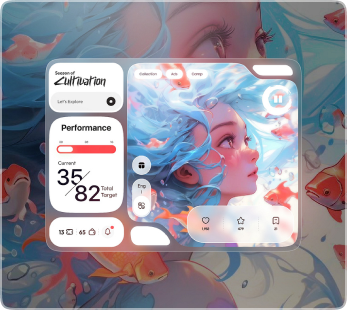 Season of
Cultivation
Let's Explore
Performance
Current
35/82
Total
Target
13
65
Collection
Art
Comp
Eng